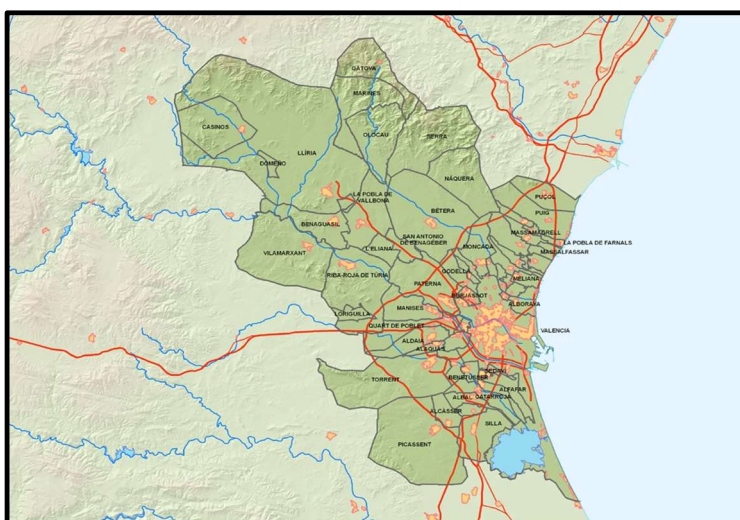 GÁTOVA
MARINES
OLOCAU
SERRA
CASINOS
LLÍRIA
DOMEÑO
NÁQUERA
LA POBLA DE
VALLBONA
BÉTERA
PUÇOL
PUIG
BENAGUASIL
SAN ANTONIO
DE BENAGÉBER
MASSAMAGRELL
LA POBLA DE FARNALS
MASSALFASSAR
MONCADA
L'ELIANA
VILAMARXANT
RIBA-ROJA DE TÚRIA
GODELLA
MELIANA
PATERNA
BURJASSOT
ALBORAYA
MANISES
LORIGUILLA
QUART DE POBLET
VALENCIA
ALDAIA
ALAQUÀS
SEDAVÍ
BENETÚSSER
TORRENT
ALFAFAR
ALBAL
CATARROJA
ALCÀSSER
SILLA
PICASSENT